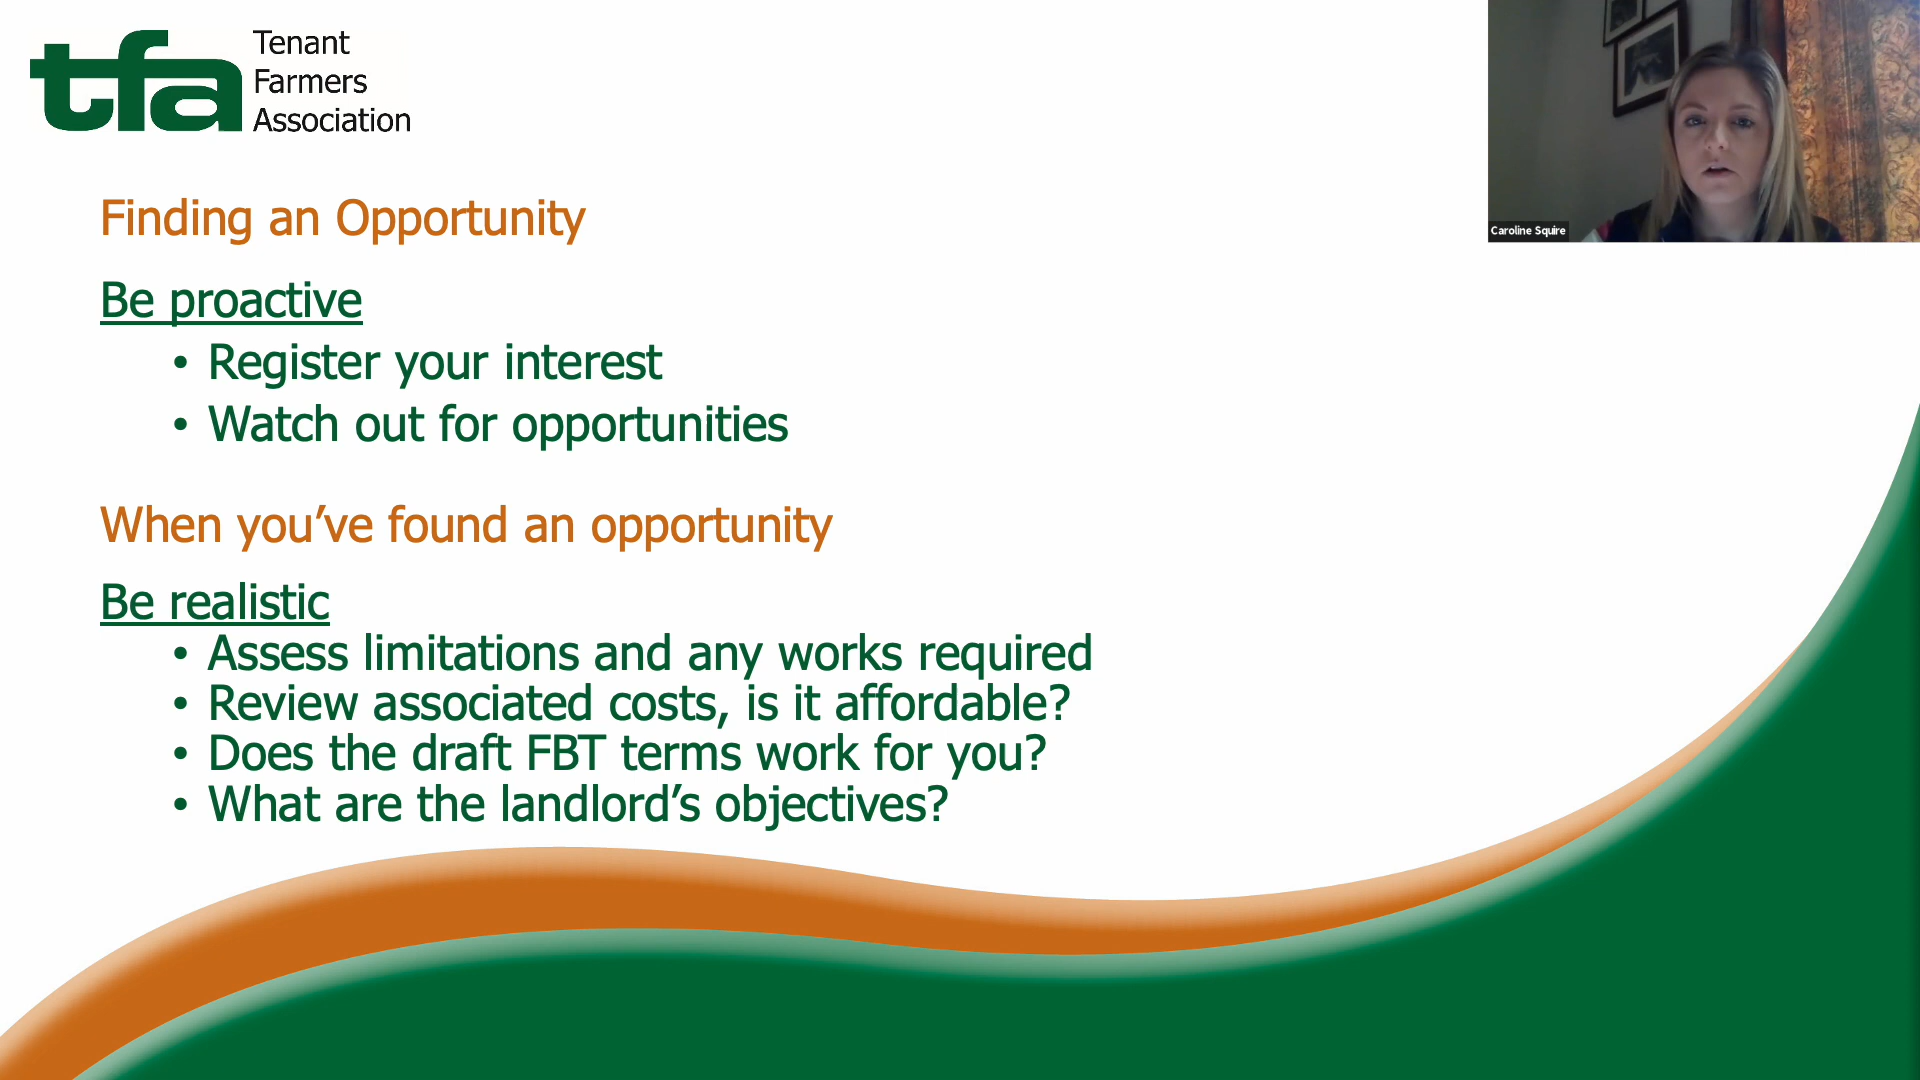 tfa
Tenant
Farmers
Association
Caroline Squire
Finding an Opportunity
Be proactive
• Register your interest
• Watch out for opportunities
When you’ve found an opportunity
Be realistic
• Assess limitations and any works required
• Review associated costs, is it affordable?
• Does the draft FBT terms work for you?
• What are the landlord’s objectives?